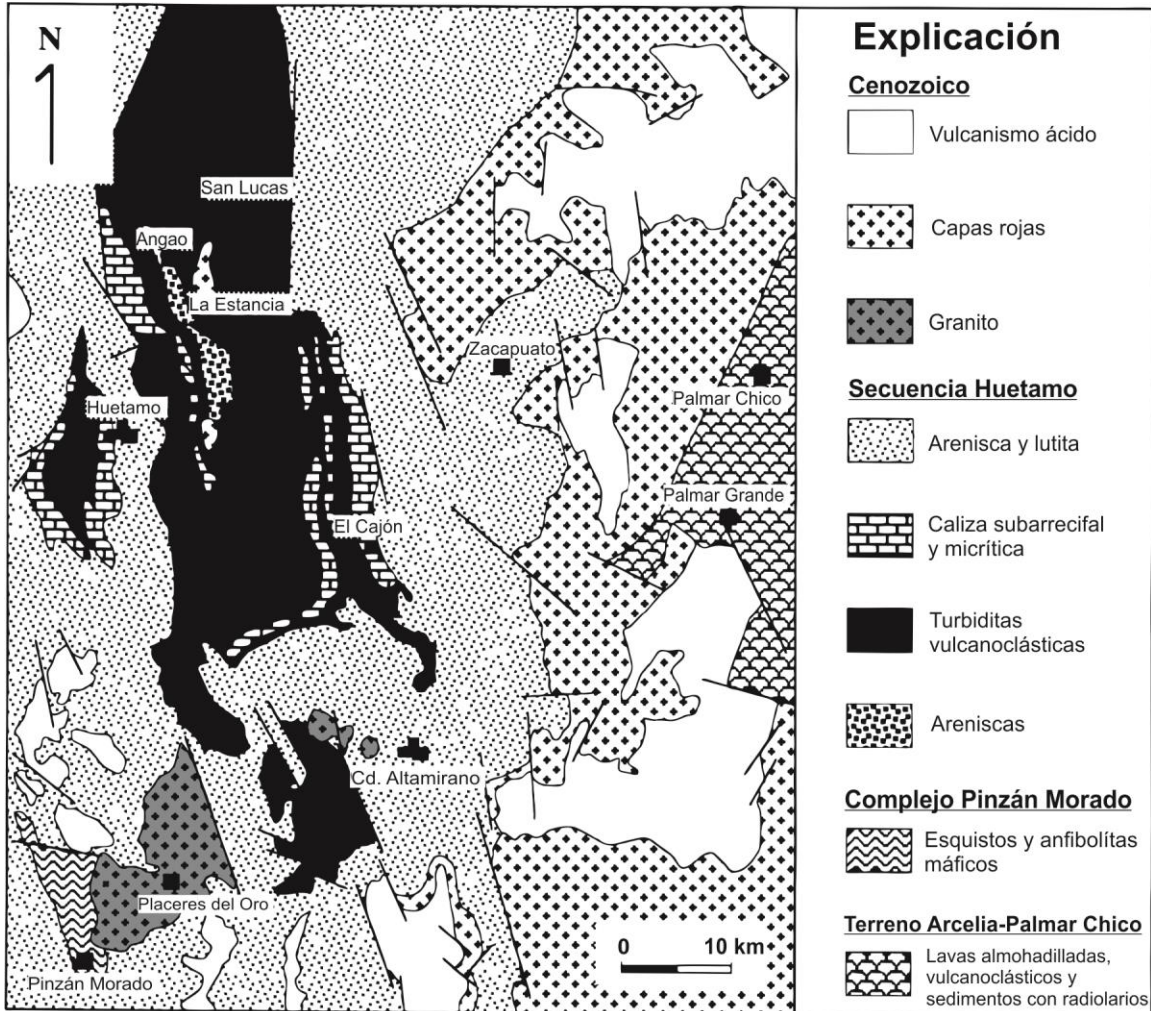 N
San Lucas
Angao
La Estancia
Zacapuato
Huetamo
Palmar Chico
Palmar Grande
El Cajón
Cd. Altamirano
Placeres del Oro
Pinzán Morado
0 10 km
Explicación
Cenozoico
Vulcanismo ácido
Capas rojas
Granito
Secuencia Huetamo
Arenisca y lutita
Caliza subarrecifal
y micrítica
Turbiditas
vulcanoclásticas
Areniscas
Complejo Pinzán Morado
Esquistos y anfibolítas
máficos
Terreno Arcelia-Palmar Chico
Lavas almohadilladas,
vulcanoclásticos y
sedimentos con radiolarios